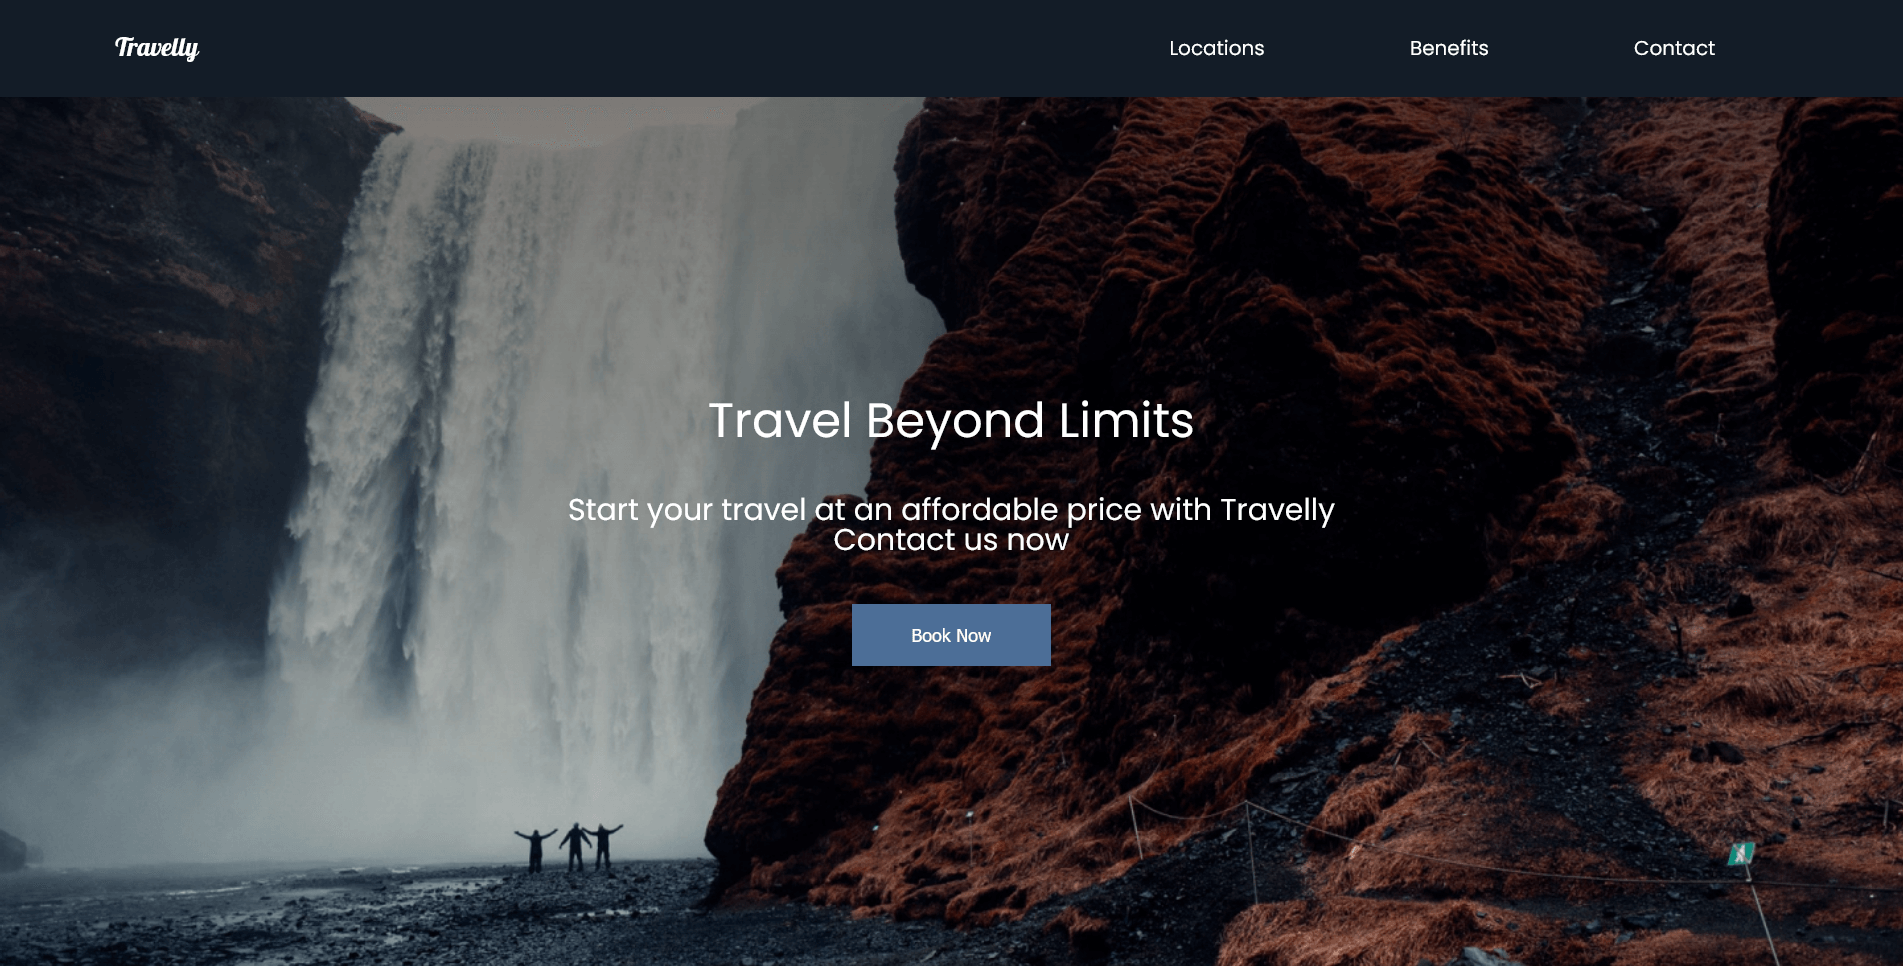 Travelly
Locations
Benefits
Contact
Travel Beyond Limits
Start your travel at an affordable price with Travelly
Contact us now
Book Now